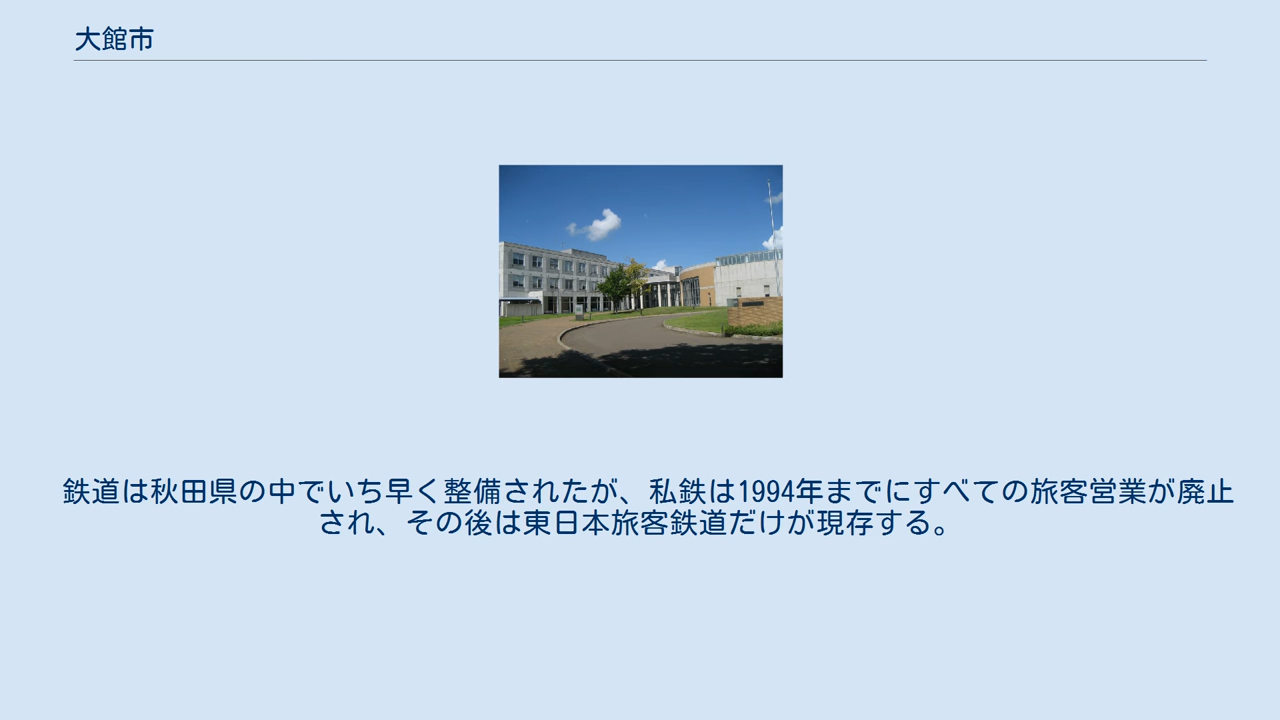 大館市
鉄道は秋田県の中でいち早く整備されたが、私鉄は1994年までにすべての旅客営業が廃止
され、その後は東日本旅客鉄道だけが現存する。